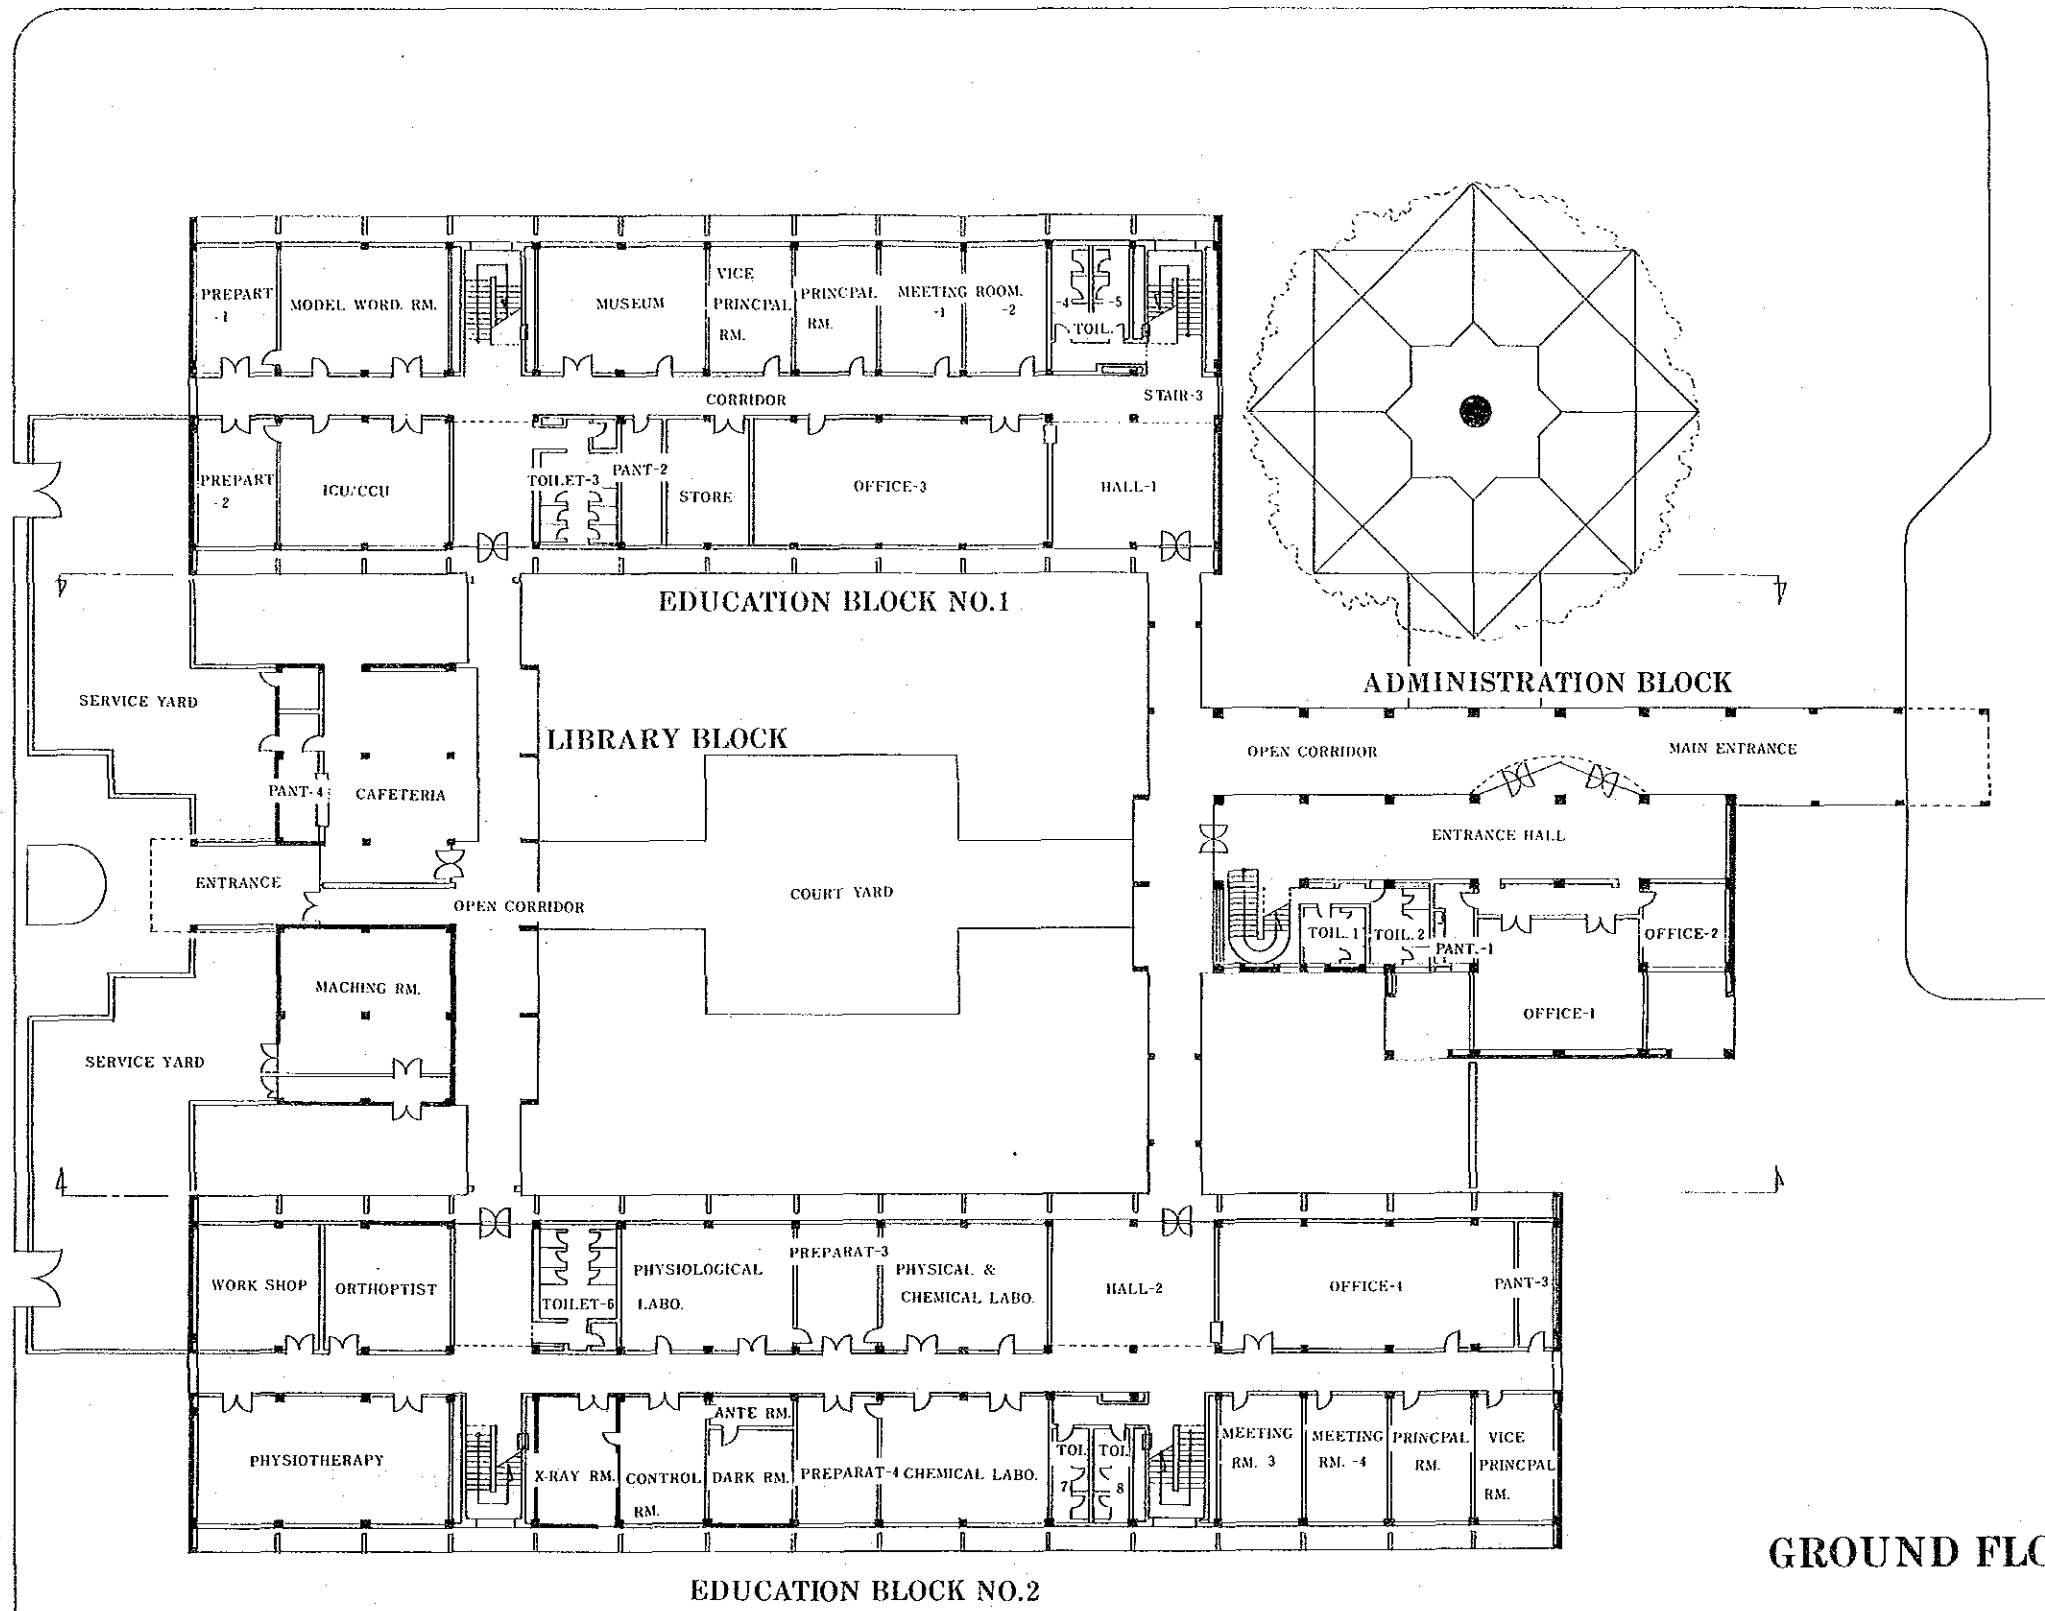 VICE
PREPART
-1
MODEL WORD. RM.
MUSEUM
PRINCPAL
RM.
PRINCPAL
RM.
MEETING ROOM.
-1
-2
-4
-5
TOIL.
CORRIDOR
STAIR-3
PREPART
-2
ICU/CCU
TOILET-3
PANT-2
STORE
OFFICE-3
HALL-1
EDUCATION BLOCK NO.1
ADMINISTRATION BLOCK
SERVICE YARD
LIBRARY BLOCK
OPEN CORRIDOR
MAIN ENTRANCE
PANT-4
CAFETERIA
ENTRANCE HALL
ENTRANCE
COURT YARD
OPEN CORRIDOR
TOIL. 1
TOIL. 2
PANT.-1
OFFICE-2
MACHING RM.
OFFICE-1
SERVICE YARD
WORK SHOP
ORTHOPTIST
TOILET-6
PHYSIOLOGICAL
LABO.
PREPARAT-3
PHYSICAL &
CHEMICAL LABO.
HALL-2
OFFICE-4
PANT-3
PHYSIOTHERAPY
X-RAY RM.
CONTROL
RM.
ANTE RM.
DARK RM.
PREPARAT-4
CHEMICAL LABO.
TOI.
7
TOI.
8
MEETING
RM. 3
MEETING
RM. -4
PRINCPAL
RM.
VICE
PRINCPAL
RM.
GROUND FLO
EDUCATION BLOCK NO.2